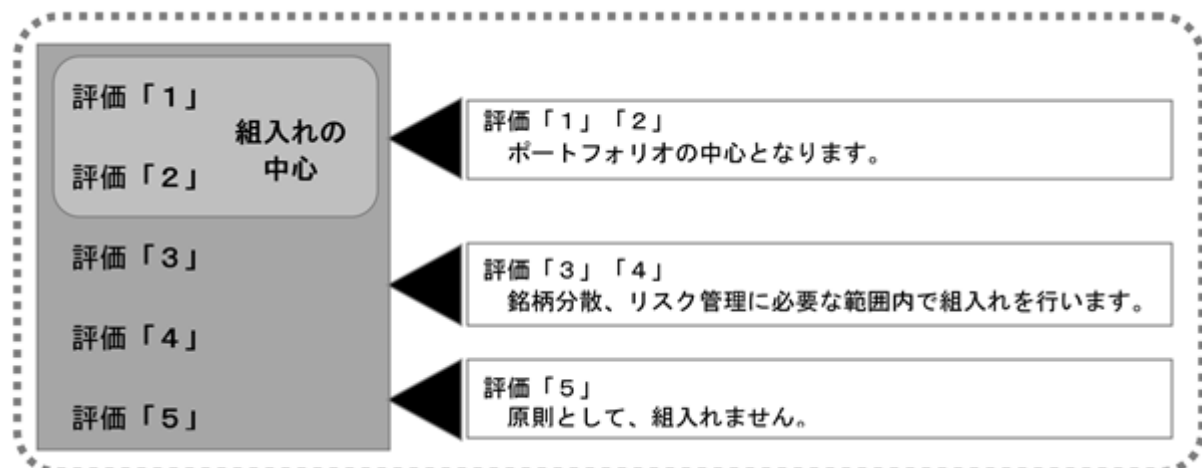 評価「１」
組入れの
中心
評価「２」
評価「３」
評価「４」
評価「５」
評価「１」「２」
ポートフォリオの中心となります。
評価「３」「４」
銘柄分散、リスク管理に必要な範囲内で組入れを行います。
評価「５」
原則として、組入れません。